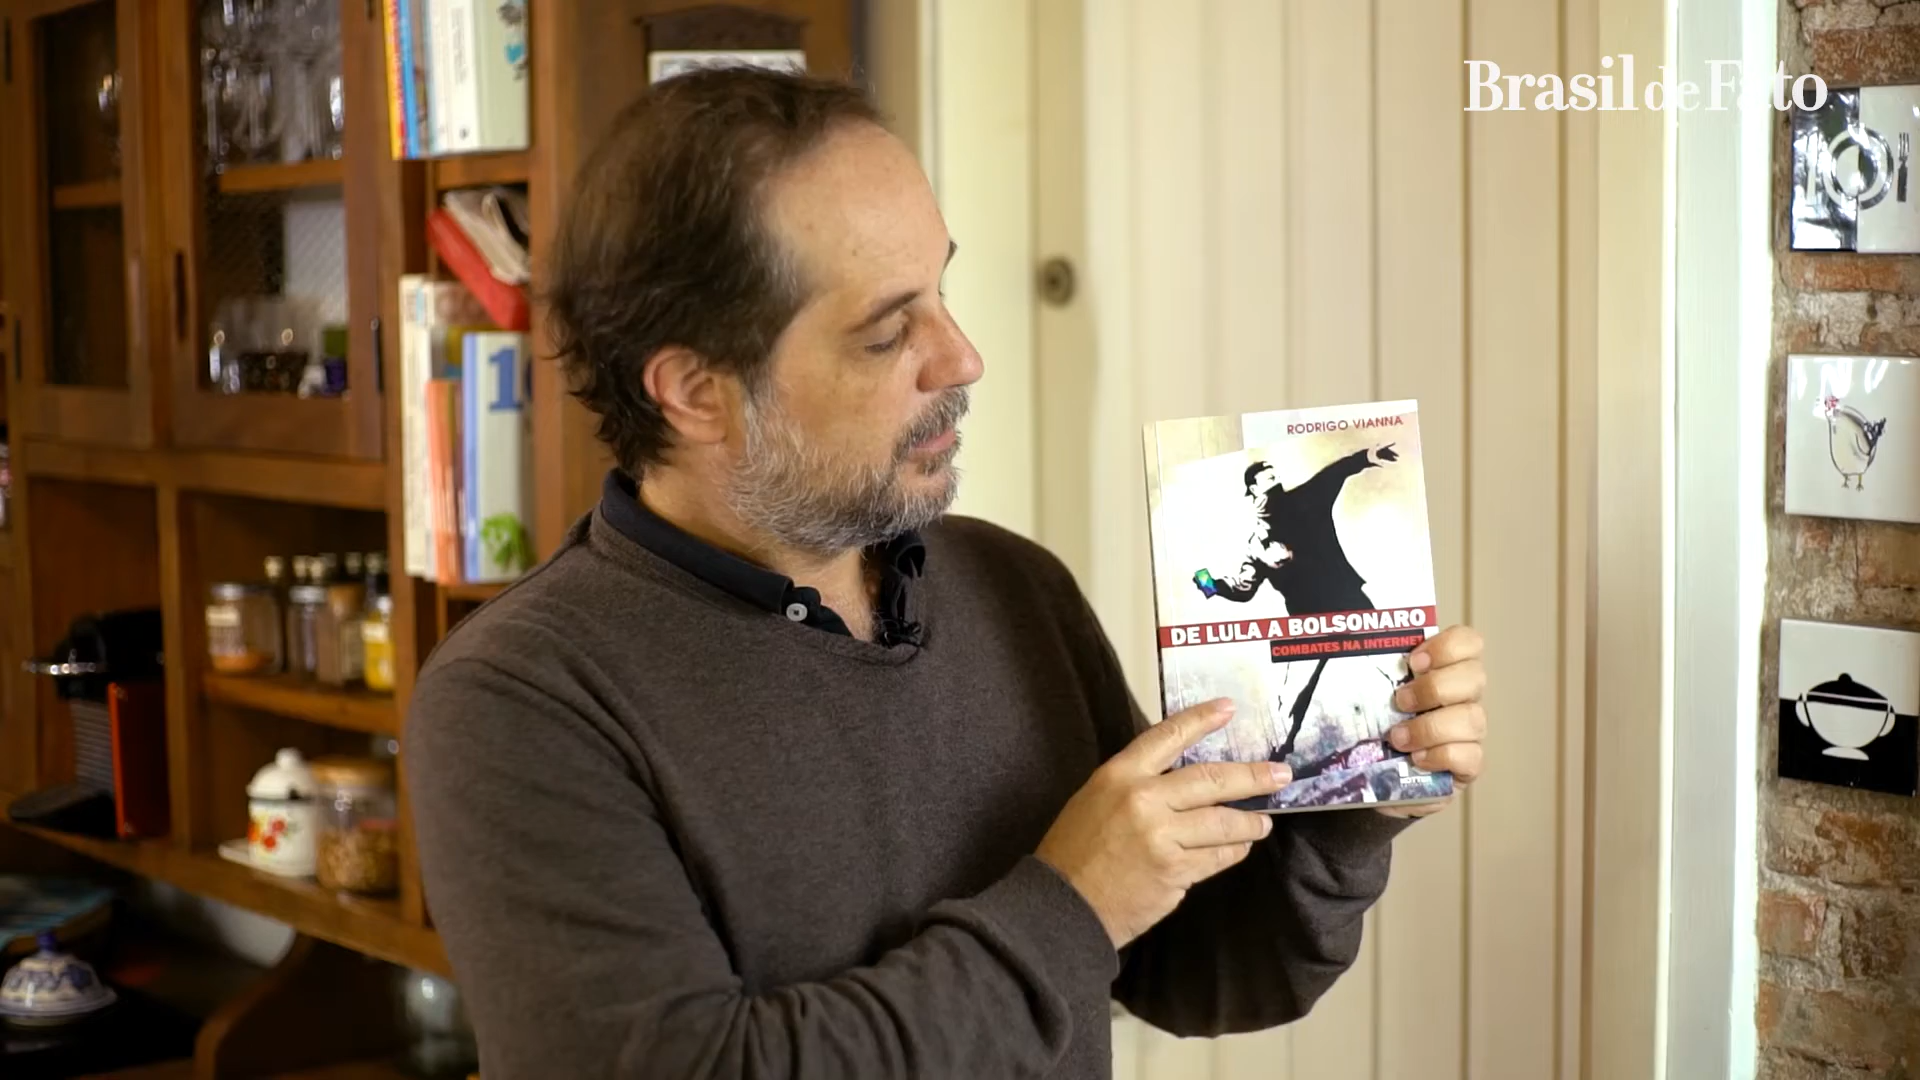 Brasil de Fato
RODRIGO VIANNA
DE LULA A BOLSONARO
COMBATES NA INTERNET